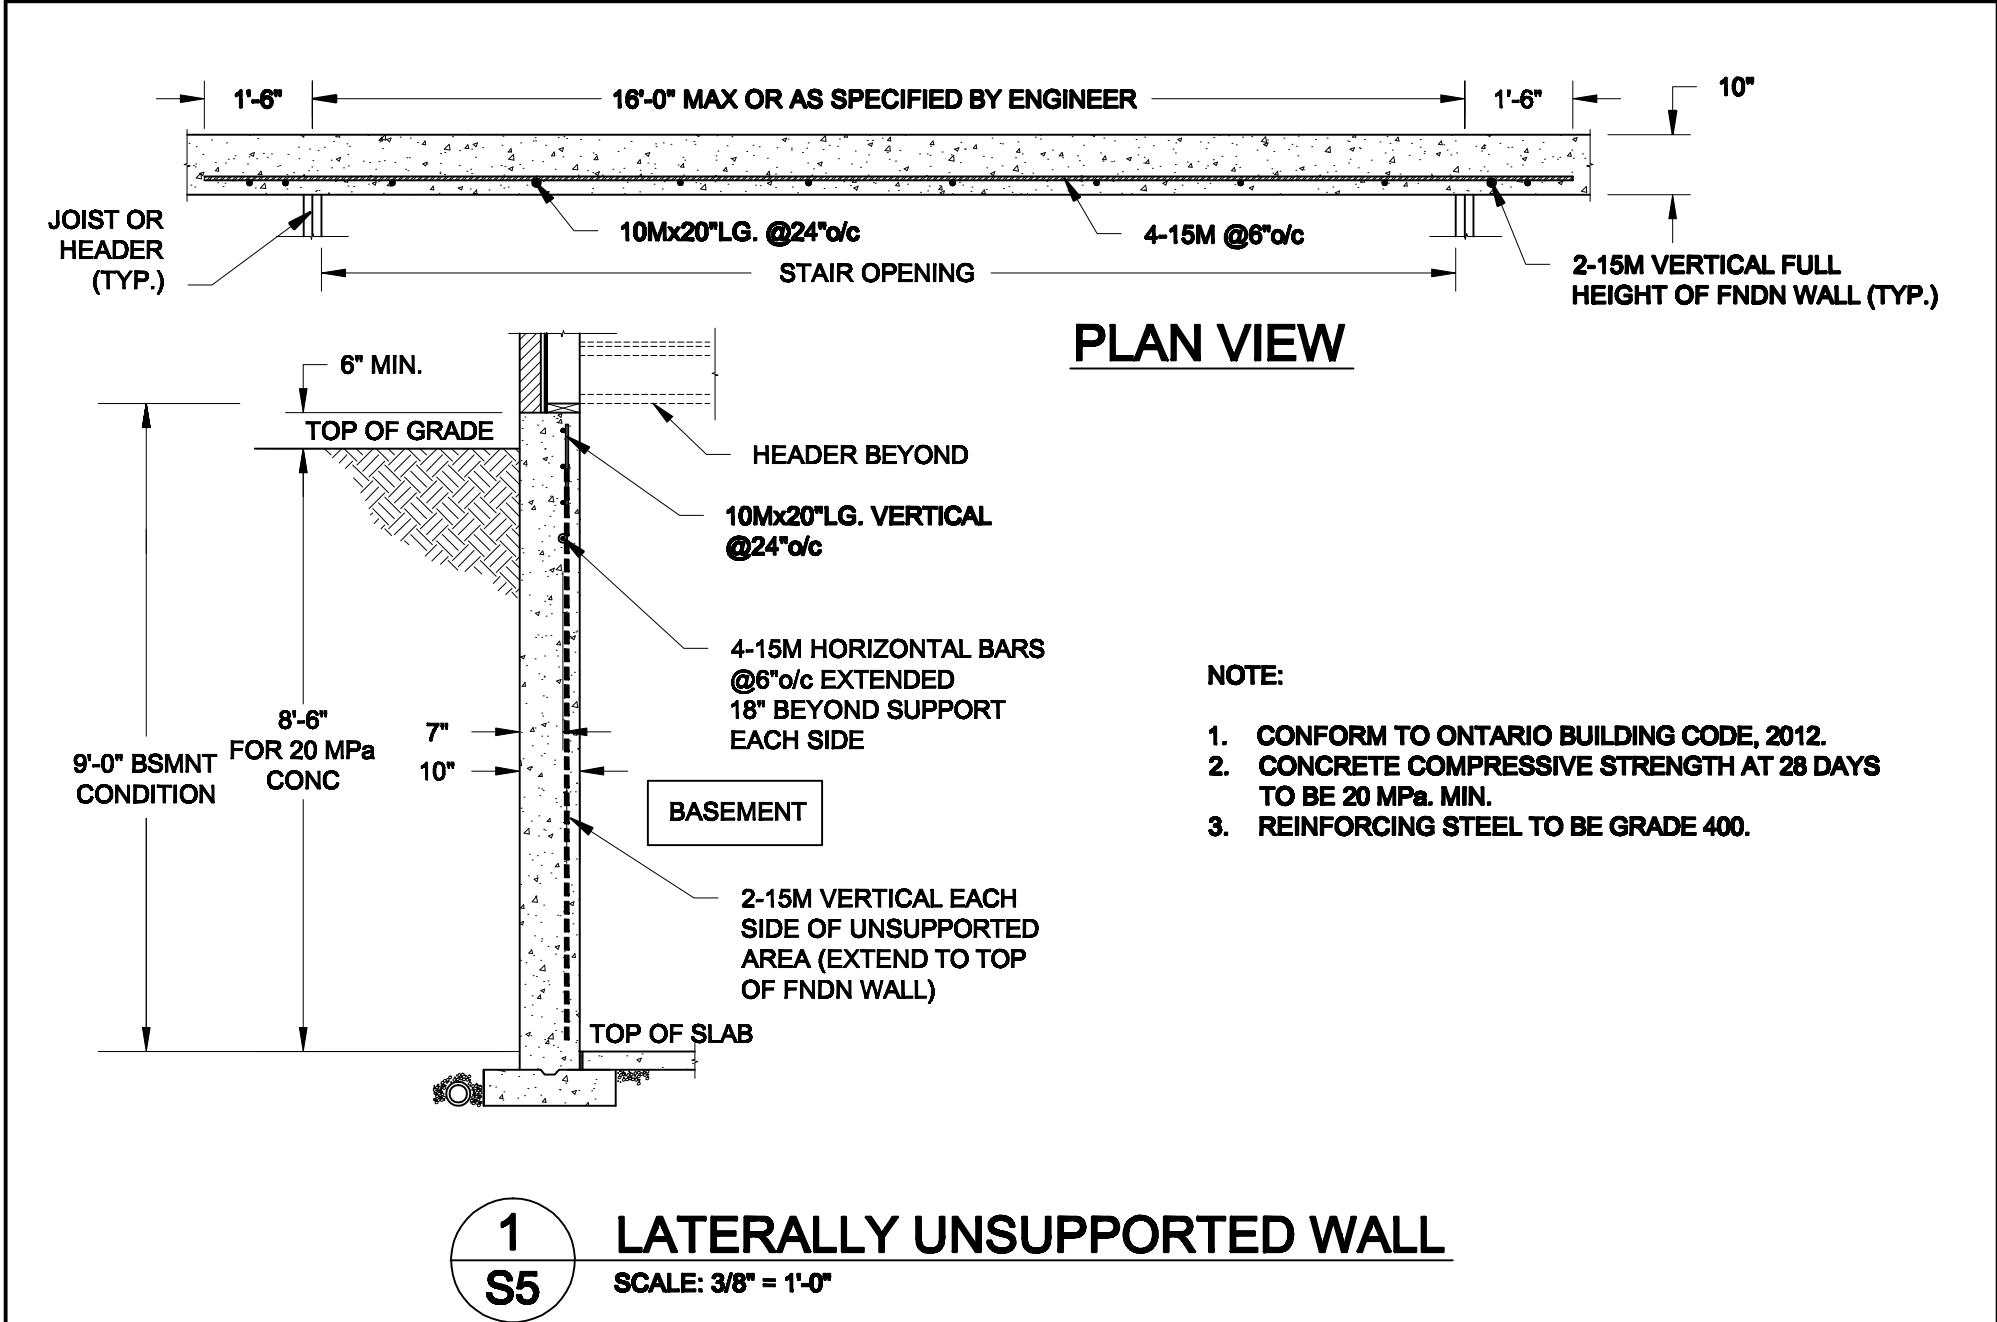 1'-6"
16'-0" MAX OR AS SPECIFIED BY ENGINEER
1'-6"
10"
JOIST OR
HEADER
(TYP.)
10Mx20"LG. @24"o/c
4-15M @6"o/c
STAIR OPENING
2-15M VERTICAL FULL
HEIGHT OF FNDN WALL (TYP.)
PLAN VIEW
6" MIN.
TOP OF GRADE
HEADER BEYOND
10Mx20"LG. VERTICAL
@24"o/c
4-15M HORIZONTAL BARS
@6"o/c EXTENDED
18" BEYOND SUPPORT
EACH SIDE
9'-0" BSMNT
CONDITION
8'-6"
FOR 20 MPa
CONC
7"
10"
BASEMENT
2-15M VERTICAL EACH
SIDE OF UNSUPPORTED
AREA (EXTEND TO TOP
OF FNDN WALL)
TOP OF SLAB
NOTE:
1. CONFORM TO ONTARIO BUILDING CODE, 2012.
2. CONCRETE COMPRESSIVE STRENGTH AT 28 DAYS
TO BE 20 MPa. MIN.
3. REINFORCING STEEL TO BE GRADE 400.
1
S5
LATERALLY UNSUPPORTED WALL
SCALE: 3/8" = 1'-0"